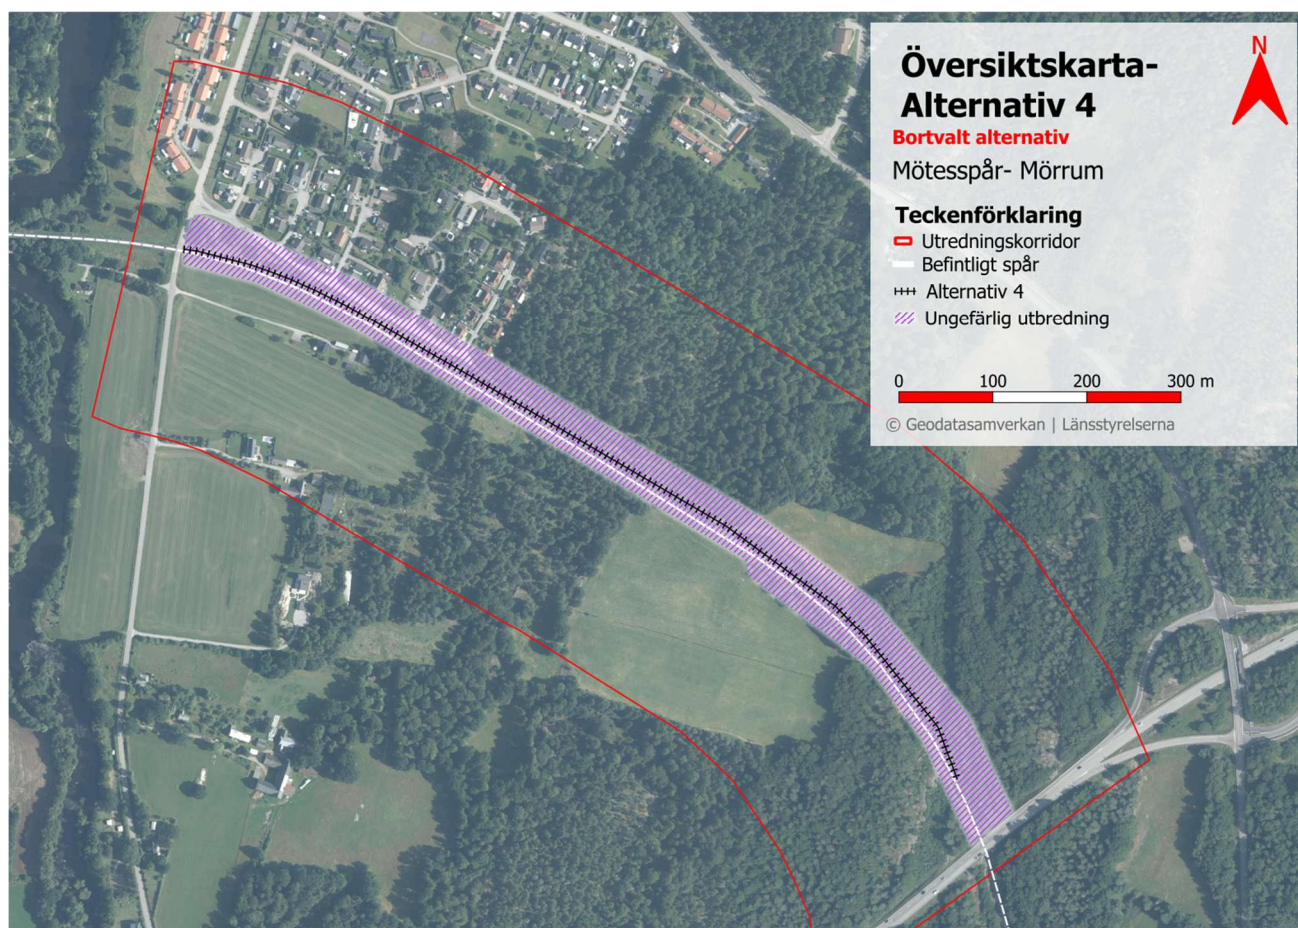 N
Översiktskarta-
Alternativ 4
Bortvalt alternativ
Mötesspår- Mörrum
Teckenförklaring
Utredningskorridor
Befintligt spår
Alternativ 4
Ungefärlig utbredning
0 100 200 300 m
© Geodatasamverkan | Länsstyrelserna